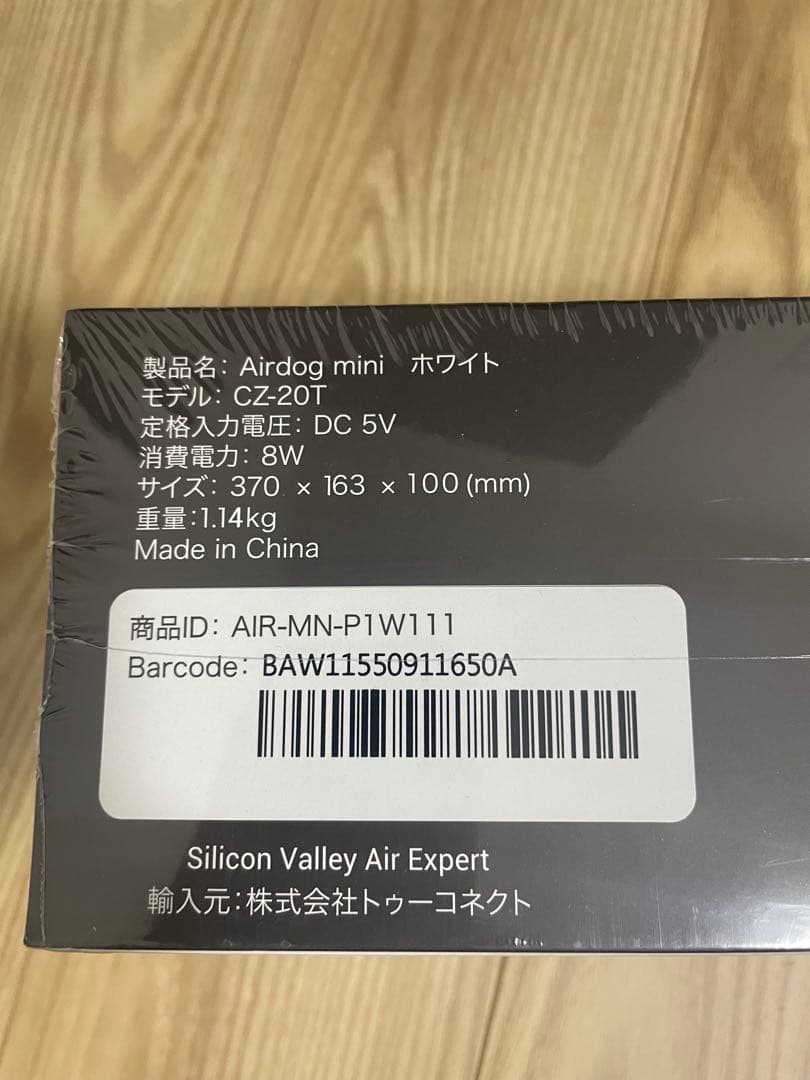 製品名: Airdog mini　ホワイト
モデル: CZ-20T
定格入力電圧: DC 5V
消費電力: 8W
サイズ: 370 × 163 × 100 (mm)
重量:1.14kg
Made in China
商品ID: AIR-MN-P1W111
Barcode: BAW11550911650A
Silicon Valley Air Expert
輸入元:株式会社トゥーコネクト